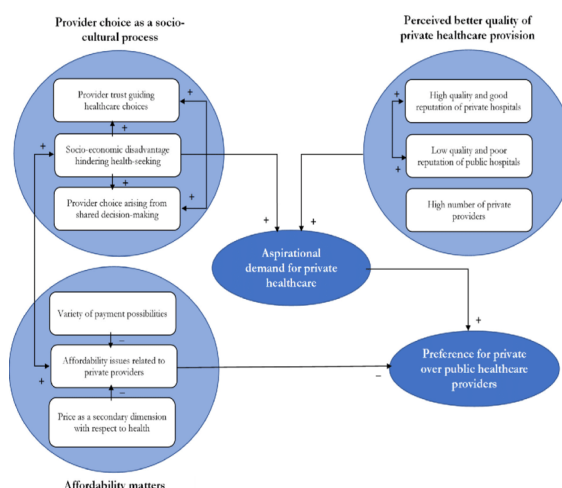 Provider choice as a socio-
cultural process
Perceived better quality of
private healthcare provision
Provider trust guiding
healthcare choices
+
+
+
Socio-economic disadvantage
hindering health-seeking
+
Provider choice arising from
shared decision-making
+
High quality and good
reputation of private hospitals
+
Low quality and poor
reputation of public hospitals
+
High number of private
providers
+
+
Aspirational
demand for private
healthcare
Variety of payment possibilities
–
Affordability issues related to
private providers
+
–
Price as a secondary dimension
with respect to health
+
Preference for private
over public healthcare
providers
–
Affordability matters